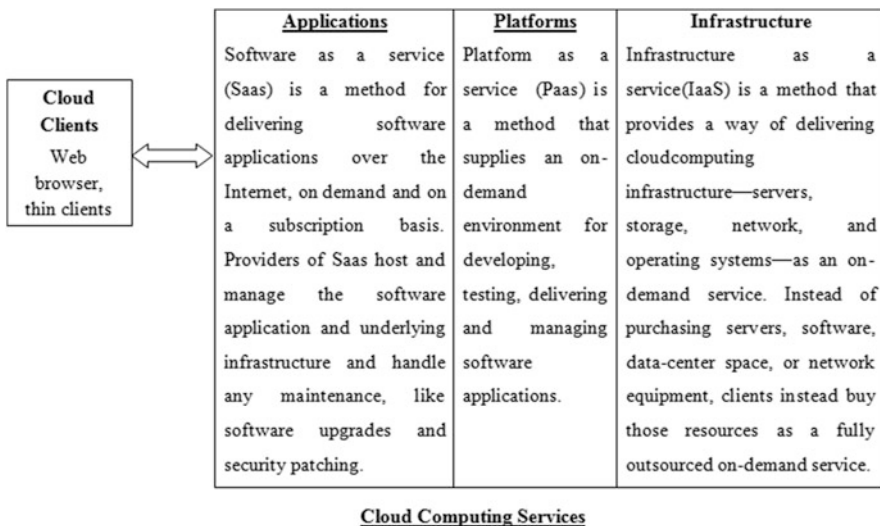 Cloud
Clients
Web
browser,
thin clients
Applications
Software as a service
(Saas) is a method for
delivering software
applications over the
Internet, on demand and on
a subscription basis.
Providers of Saas host and
manage the software
application and underlying
infrastructure and handle
any maintenance, like
software upgrades and
security patching.
Platforms
Platform as a
service (Paas) is
a method that
supplies an on-
demand
environment for
developing,
testing, delivering
and managing
software
applications.
Infrastructure
Infrastructure as a
service(IaaS) is a method that
provides a way of delivering
cloudcomputing
infrastructure—servers,
storage, network, and
operating systems—as an on-
demand service. Instead of
purchasing servers, software,
data-center space, or network
equipment, clients instead buy
those resources as a fully
outsourced on-demand service.
Cloud Computing Services